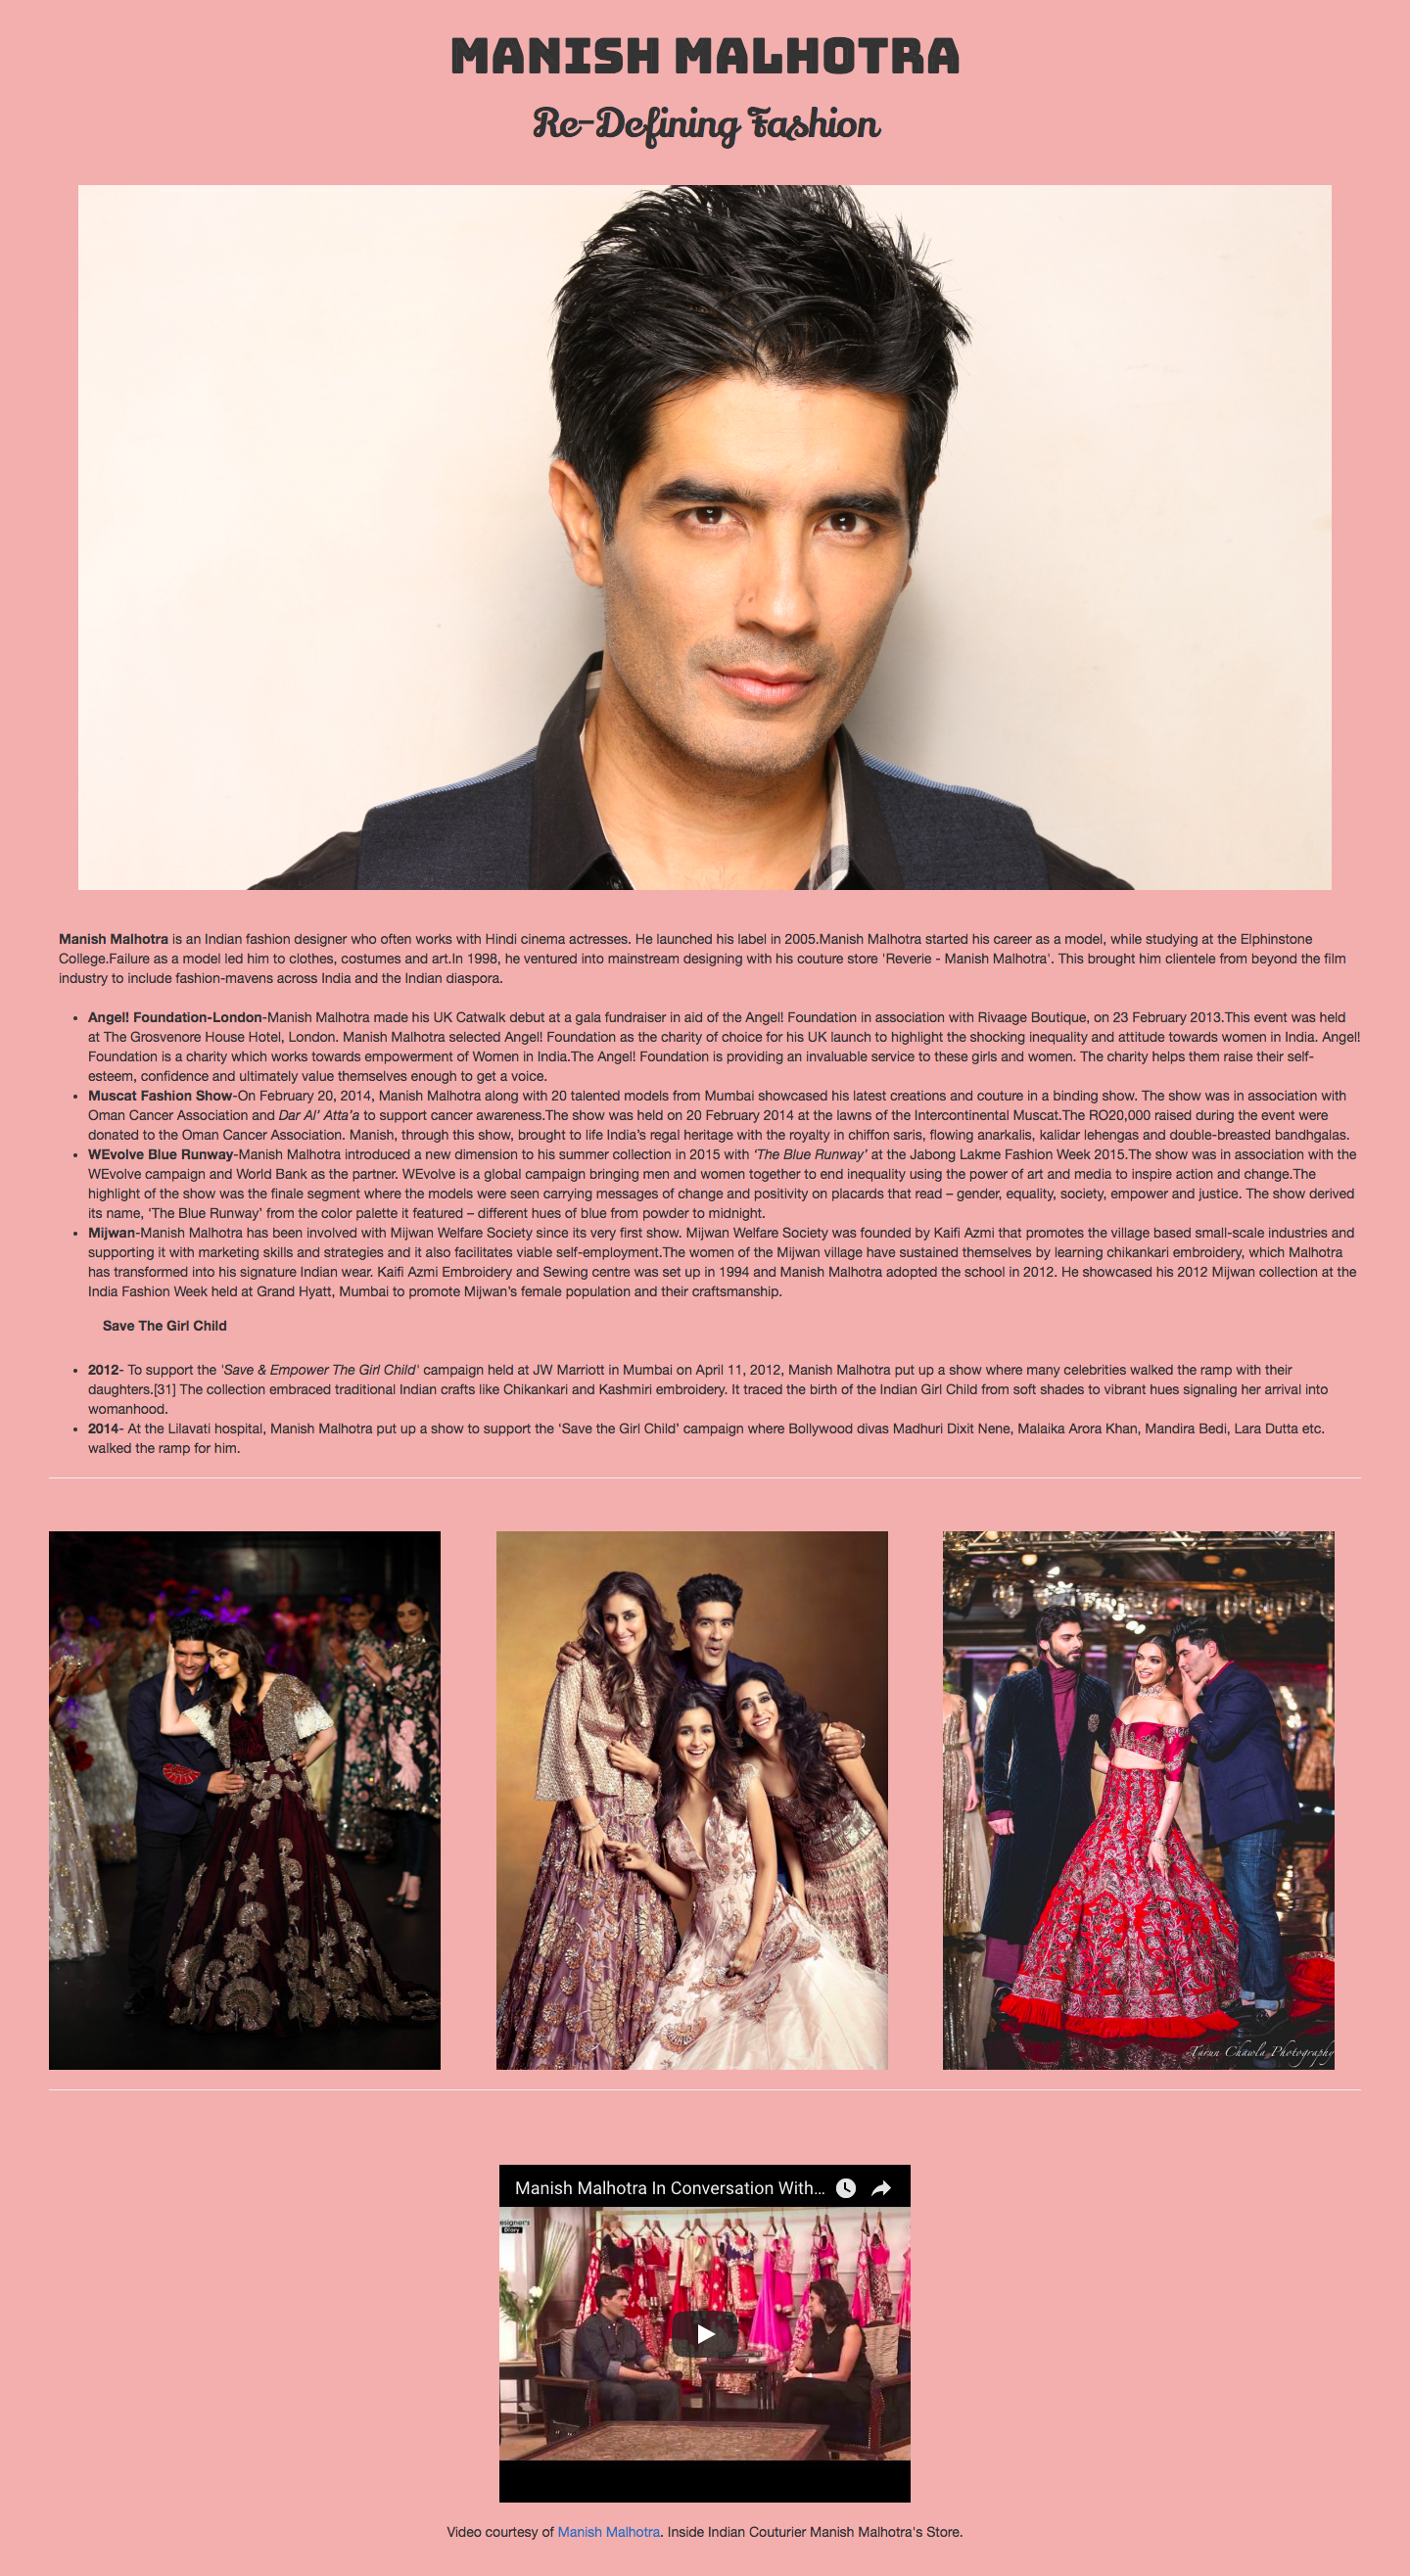 MANISH MALHOTRA
Re-Defining Fashion
Manish Malhotra is an Indian fashion designer who often works with Hindi cinema actresses. He launched his label in 2005.Manish Malhotra started his career as a model, while studying at the Elphinstone
College.Failure as a model led him to clothes, costumes and art.In 1998, he ventured into mainstream designing with his couture store 'Reverie - Manish Malhotra'. This brought him clientele from beyond the film
industry to include fashion-mavens across India and the Indian diaspora.
• Angel! Foundation-London-Manish Malhotra made his UK Catwalk debut at a gala fundraiser in aid of the Angel! Foundation in association with Rivaage Boutique, on 23 February 2013.This event was held
at The Grosvenore House Hotel, London. Manish Malhotra selected Angel! Foundation as the charity of choice for his UK launch to highlight the shocking inequality and attitude towards women in India. Angel!
Foundation is a charity which works towards empowerment of Women in India.The Angel! Foundation is providing an invaluable service to these girls and women. The charity helps them raise their self-
esteem, confidence and ultimately value themselves enough to get a voice.
• Muscat Fashion Show-On February 20, 2014, Manish Malhotra along with 20 talented models from Mumbai showcased his latest creations and couture in a binding show. The show was in association with
Oman Cancer Association and Dar Al’ Atta’a to support cancer awareness.The show was held on 20 February 2014 at the lawns of the Intercontinental Muscat.The RO20,000 raised during the event were
donated to the Oman Cancer Association. Manish, through this show, brought to life India’s regal heritage with the royalty in chiffon saris, flowing anarkalis, kalidar lehengas and double-breasted bandhgalas.
• WEvolve Blue Runway-Manish Malhotra introduced a new dimension to his summer collection in 2015 with ‘The Blue Runway’ at the Jabong Lakme Fashion Week 2015.The show was in association with the
WEvolve campaign and World Bank as the partner. WEvolve is a global campaign bringing men and women together to end inequality using the power of art and media to inspire action and change.The
highlight of the show was the finale segment where the models were seen carrying messages of change and positivity on placards that read – gender, equality, society, empower and justice. The show derived
its name, ‘The Blue Runway’ from the color palette it featured – different hues of blue from powder to midnight.
• Mijwan-Manish Malhotra has been involved with Mijwan Welfare Society since its very first show. Mijwan Welfare Society was founded by Kaifi Azmi that promotes the village based small-scale industries and
supporting it with marketing skills and strategies and it also facilitates viable self-employment.The women of the Mijwan village have sustained themselves by learning chikankari embroidery, which Malhotra
has transformed into his signature Indian wear. Kaifi Azmi Embroidery and Sewing centre was set up in 1994 and Manish Malhotra adopted the school in 2012. He showcased his 2012 Mijwan collection at the
India Fashion Week held at Grand Hyatt, Mumbai to promote Mijwan’s female population and their craftsmanship.
Save The Girl Child
• 2012- To support the 'Save & Empower The Girl Child' campaign held at JW Marriott in Mumbai on April 11, 2012, Manish Malhotra put up a show where many celebrities walked the ramp with their
daughters.[31] The collection embraced traditional Indian crafts like Chikankari and Kashmiri embroidery. It traced the birth of the Indian Girl Child from soft shades to vibrant hues signaling her arrival into
womanhood.
• 2014- At the Lilavati hospital, Manish Malhotra put up a show to support the ‘Save the Girl Child’ campaign where Bollywood divas Madhuri Dixit Nene, Malaika Arora Khan, Mandira Bedi, Lara Dutta etc.
walked the ramp for him.
Tarun Chawla Photography
Manish Malhotra In Conversation With...
esigner's
Diary
Video courtesy of Manish Malhotra. Inside Indian Couturier Manish Malhotra's Store.